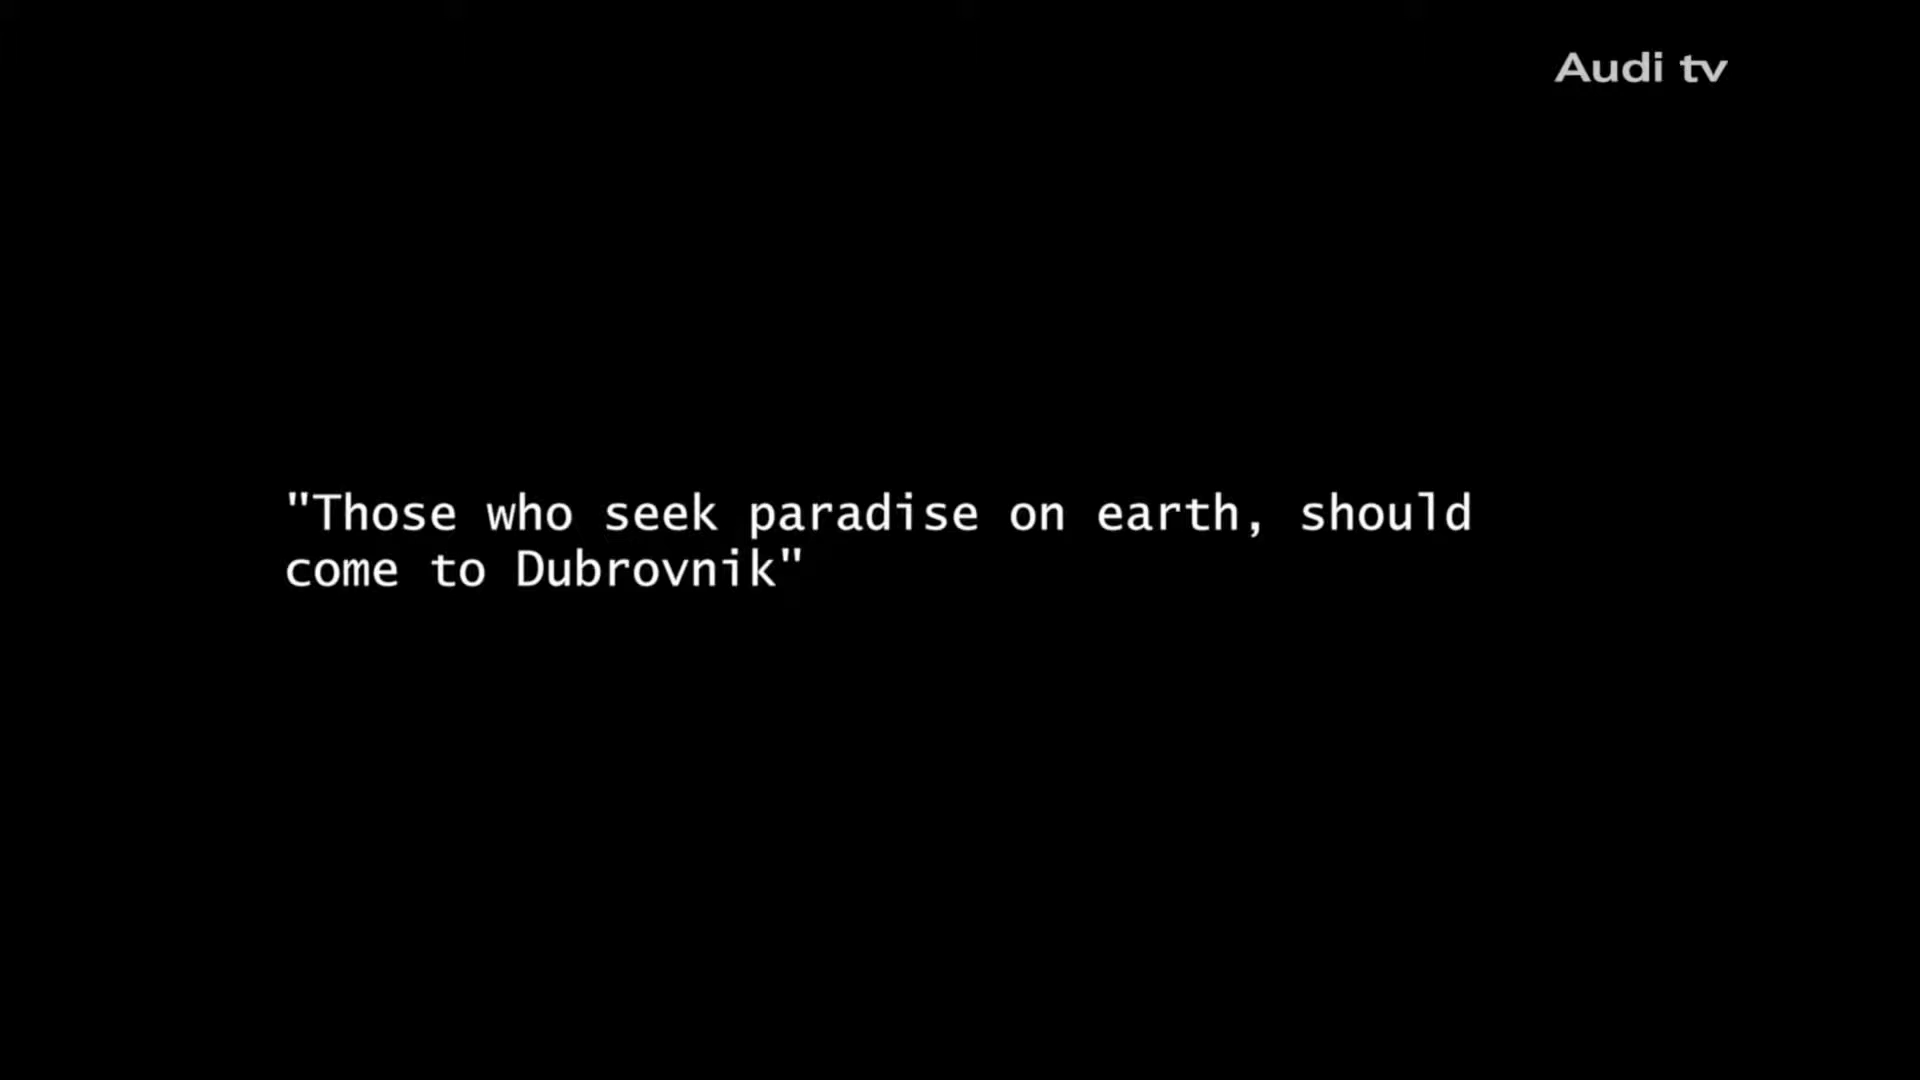 Audi tv
"Those who seek paradise on earth, should
come to Dubrovnik"